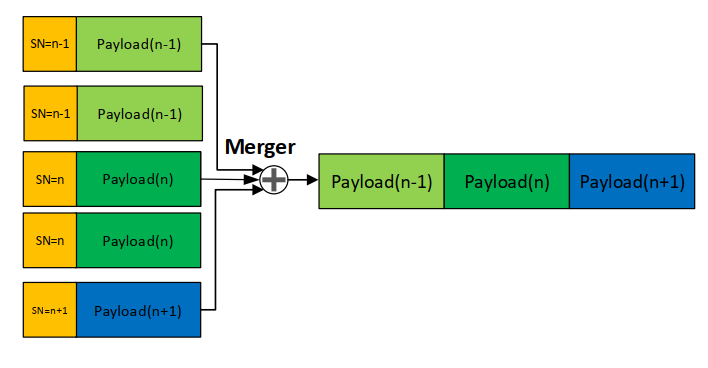 SN=n-1 Payload(n-1)
SN=n-1 Payload(n-1)
Merger
SN=n Payload(n)
Payload(n-1) Payload(n) Payload(n+1)
SN=n Payload(n)
SN=n+1 Payload(n+1)